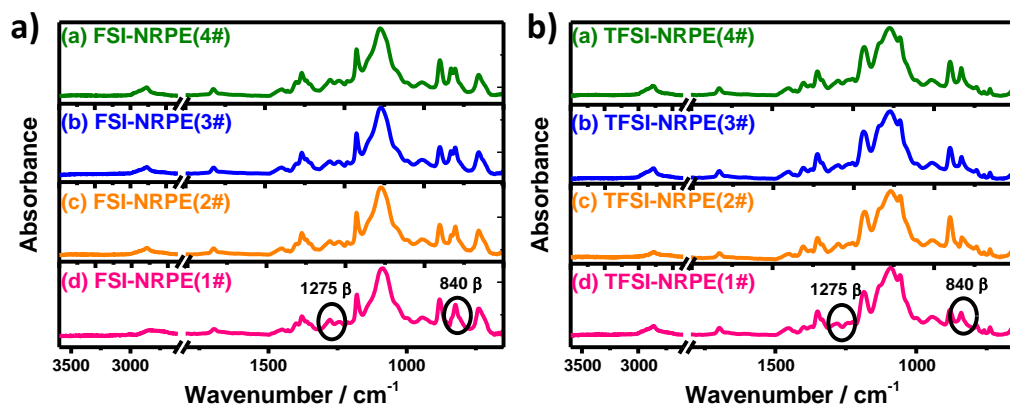 a)
Absorbance
(a) FSI-NRPE(4#)
(b) FSI-NRPE(3#)
(c) FSI-NRPE(2#)
(d) FSI-NRPE(1#)
1275 β
840 β
3500 3000 1500 1000
Wavenumber / cm⁻¹
b)
Absorbance
(a) TFSI-NRPE(4#)
(b) TFSI-NRPE(3#)
(c) TFSI-NRPE(2#)
(d) TFSI-NRPE(1#)
1275 β
840 β
3500 3000 1500 1000
Wavenumber / cm⁻¹